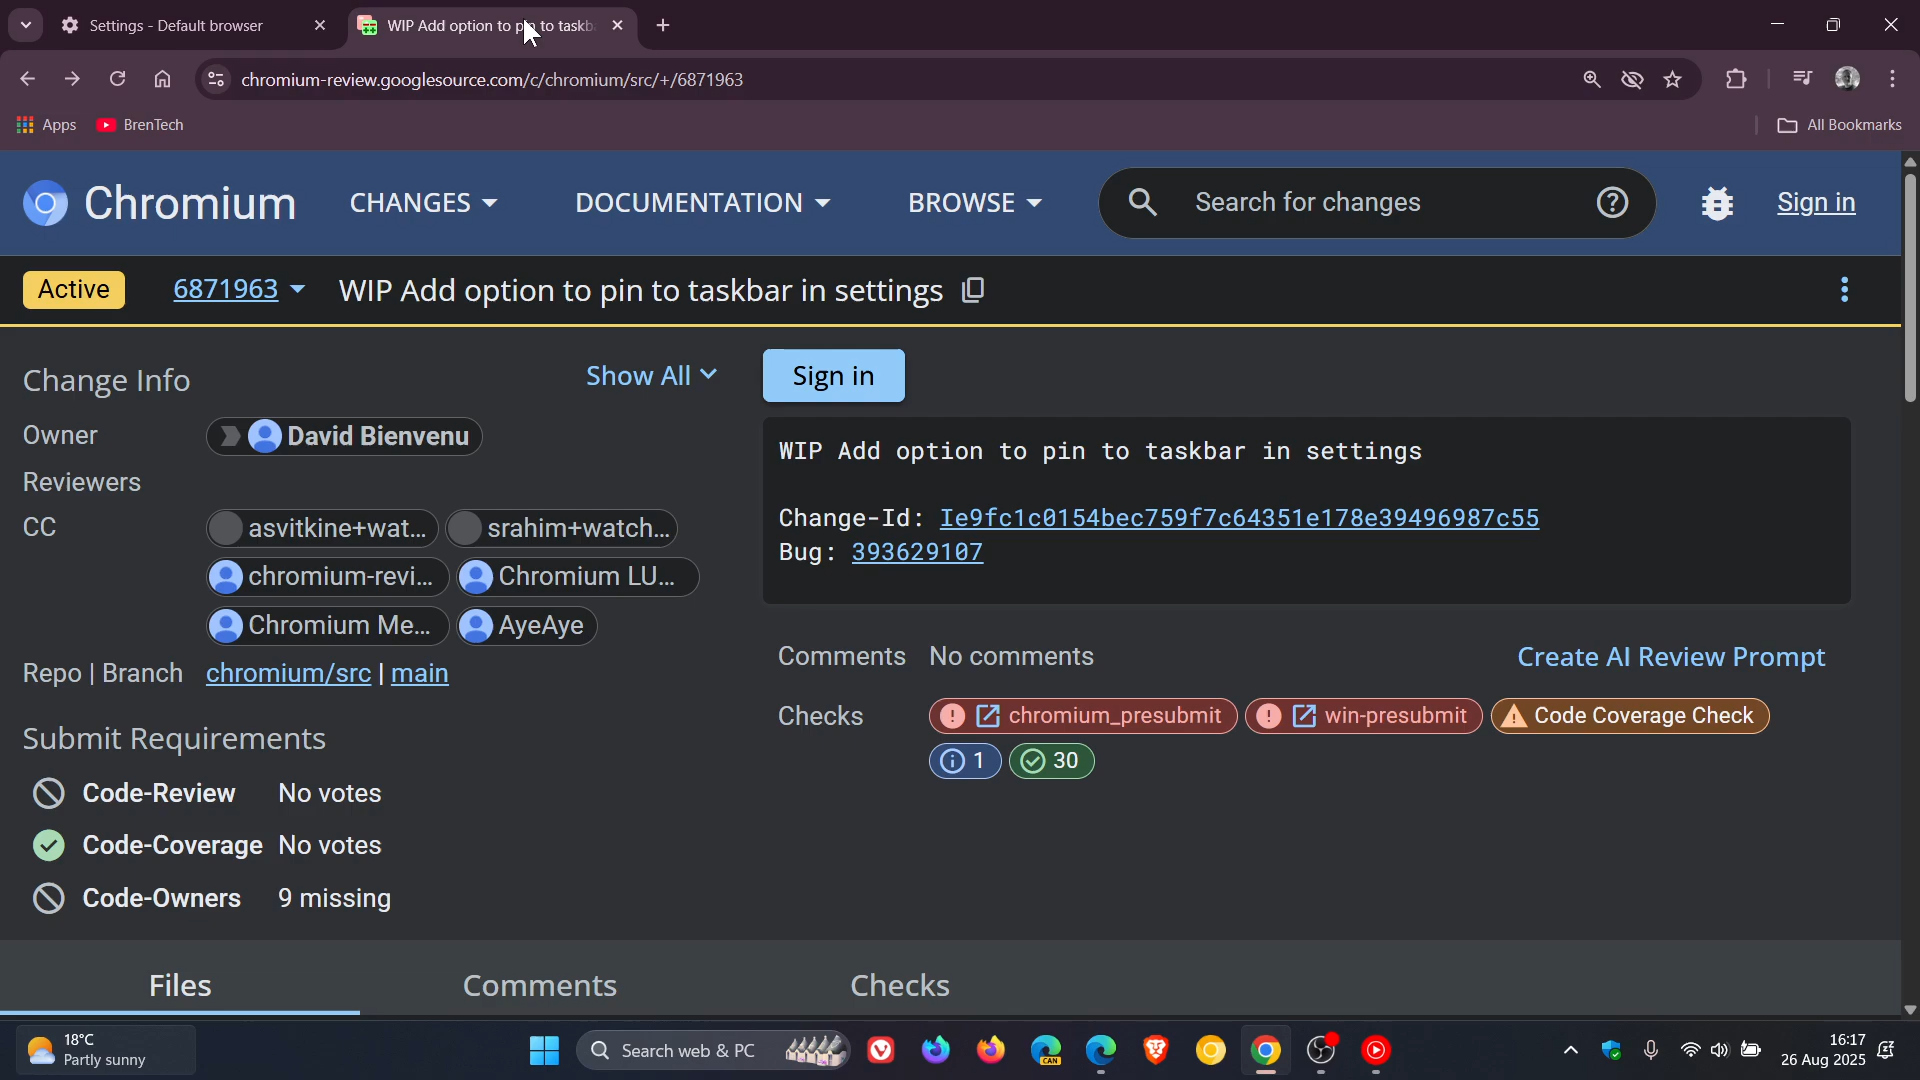 Settings - Default browser
WIP Add option to pin to taskb
chromium-review.googlesource.com/c/chromium/src/+/6871963
Apps
BrenTech
All Bookmarks
Chromium
CHANGES
DOCUMENTATION
BROWSE
Search for changes
Sign in
Active
6871963
WIP Add option to pin to taskbar in settings
Change Info
Show All
Sign in
Owner
David Bienvenu
Reviewers
CC
asvitkine+wat...
srahim+watch...
chromium-revi...
Chromium LU...
Chromium Me...
AyeAye
Repo | Branch
chromium/src | main
WIP Add option to pin to taskbar in settings
Change-Id: Ie9fc1c0154bec759f7c64351e178e39496987c55
Bug: 393629107
Comments No comments
Create AI Review Prompt
Checks
chromium_presubmit
win-presubmit
Code Coverage Check
1
30
Submit Requirements
Code-Review No votes
Code-Coverage No votes
Code-Owners 9 missing
Files
Comments
Checks
18°C
Partly sunny
Search web & PC
CAN
16:17
26 Aug 2025